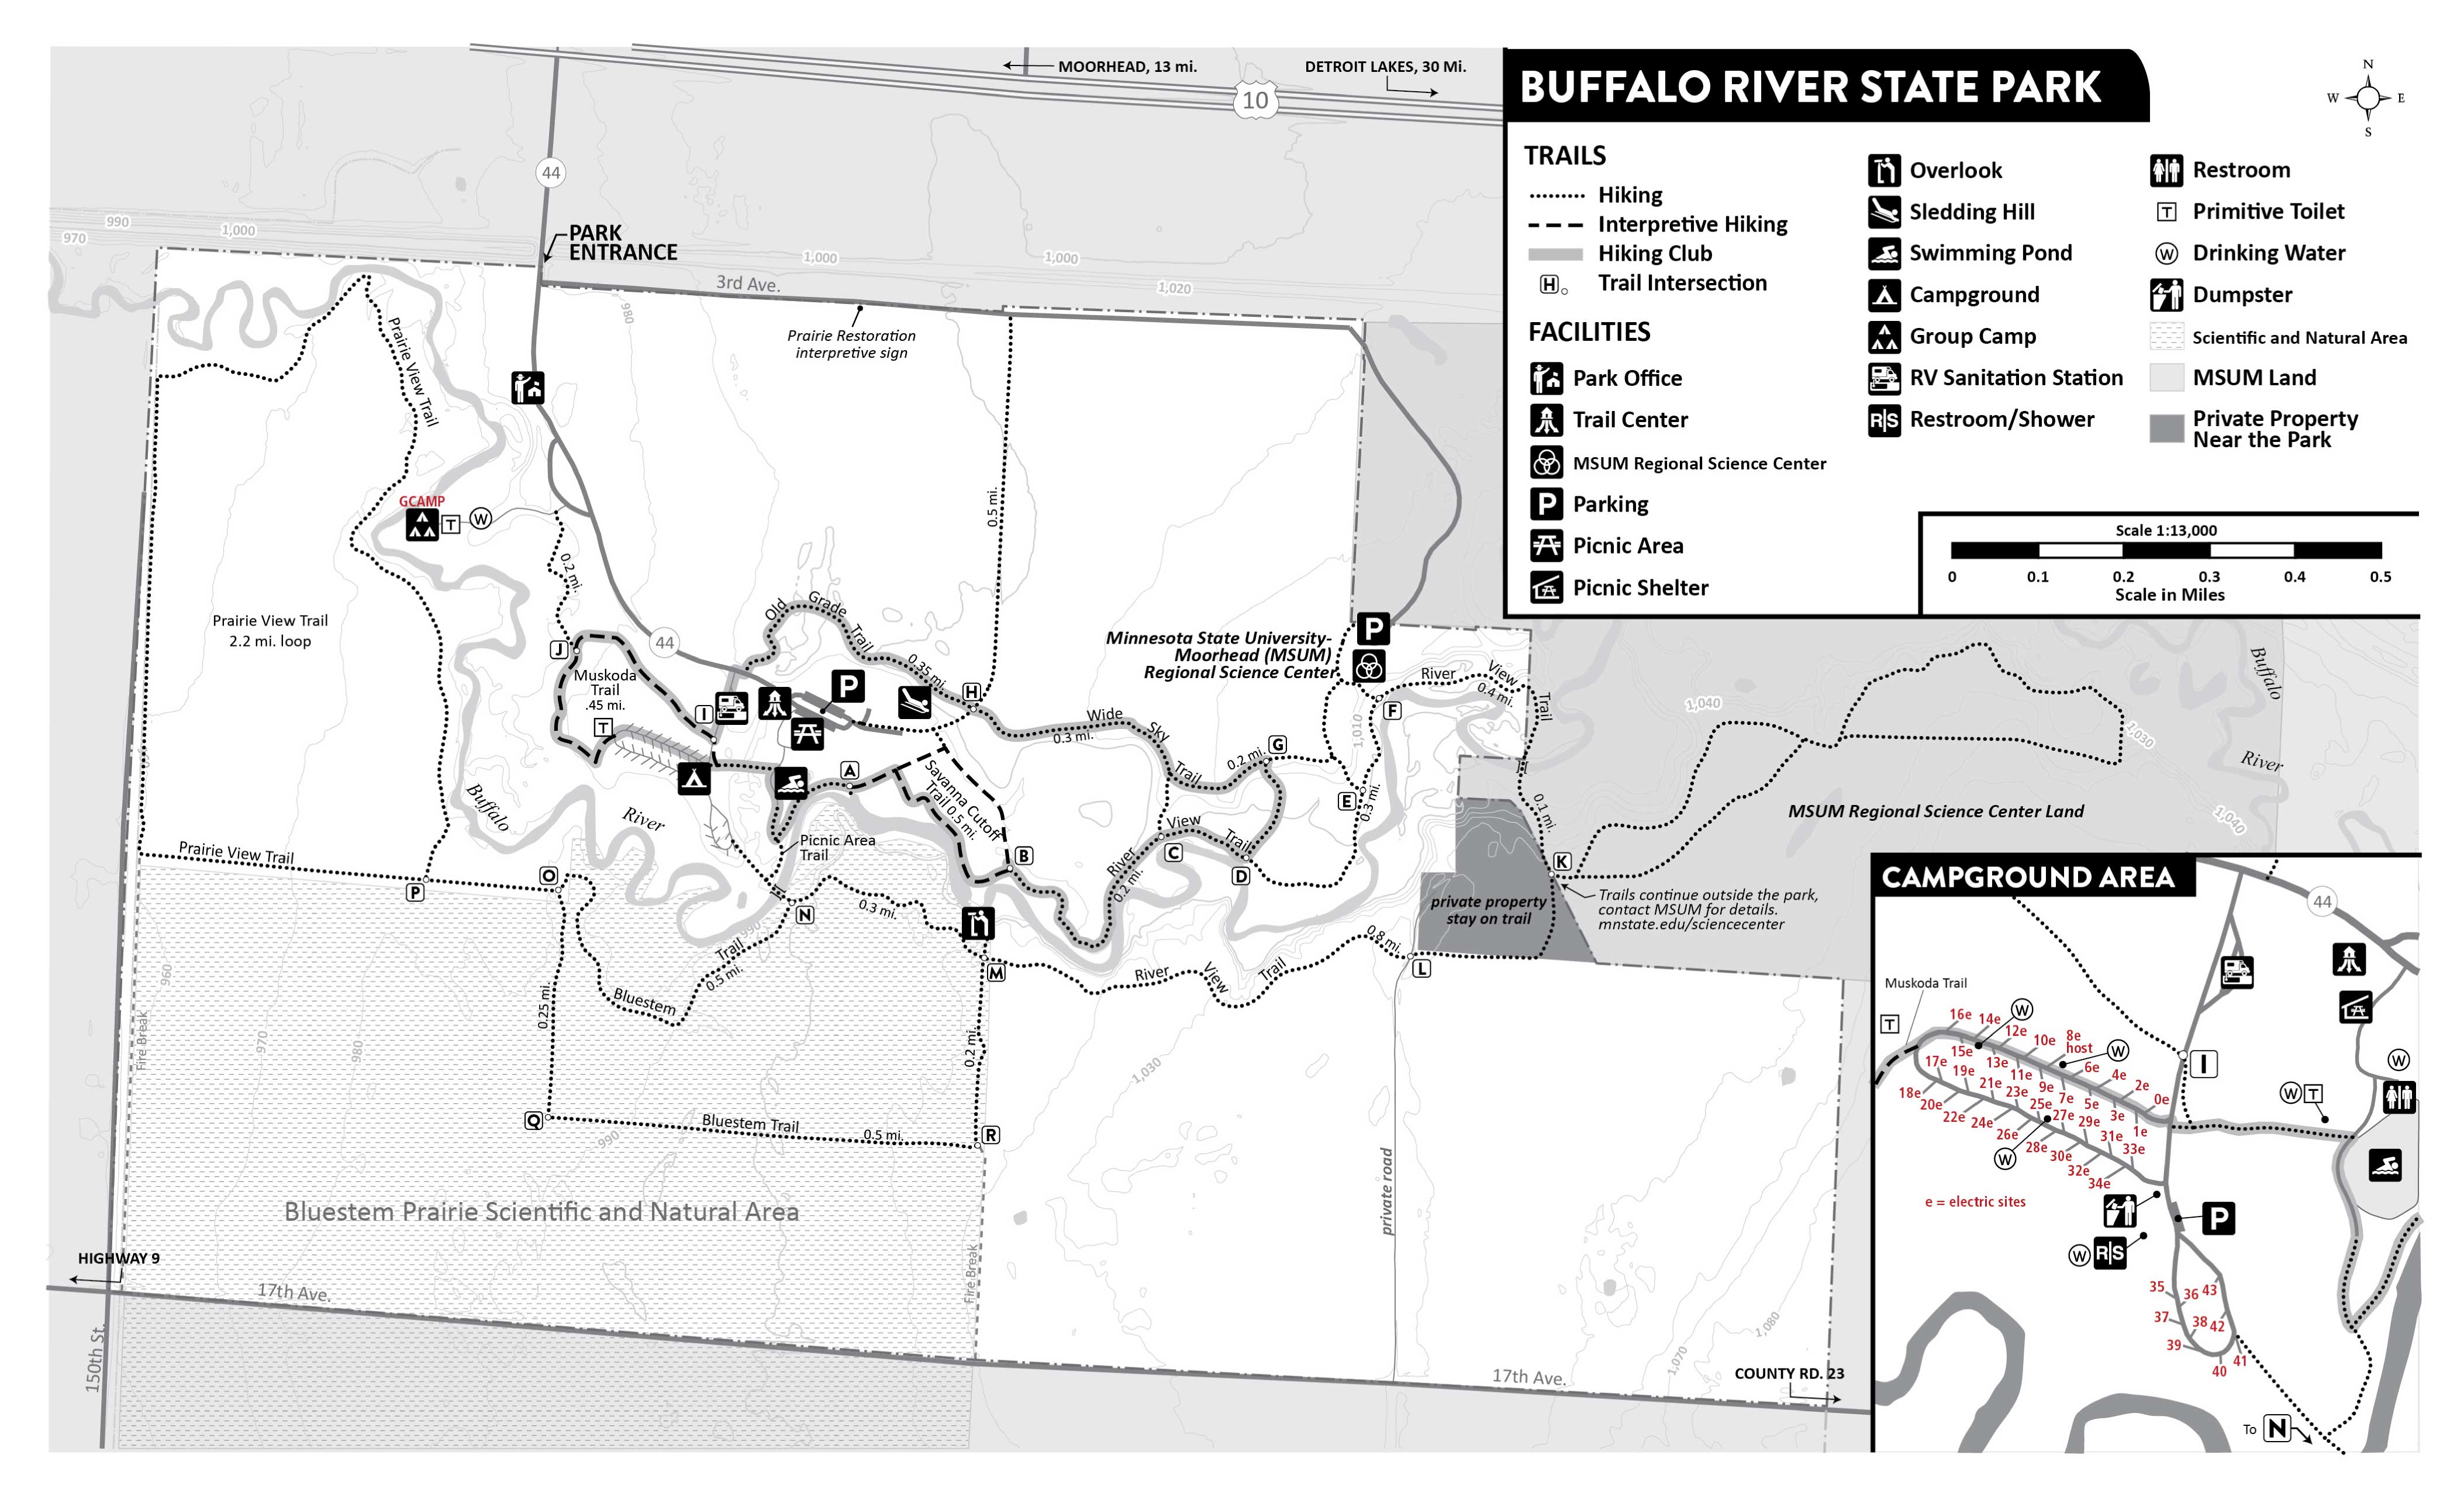 BUFFALO RIVER STATE PARK
N
W
E
S
TRAILS
Hiking
Interpretive Hiking
Hiking Club
H
Trail Intersection
FACILITIES
Park Office
Trail Center
MSUM Regional Science Center
P
Parking
Picnic Area
Picnic Shelter
Overlook
Sledding Hill
Swimming Pond
Campground
Group Camp
RV Sanitation Station
R|S
Restroom/Shower
Restroom
T
Primitive Toilet
W
Drinking Water
Dumpster
Scientific and Natural Area
MSUM Land
Private Property
Near the Park
Scale 1:13,000
0 0.1 0.2 0.3 0.4 0.5
Scale in Miles
MOORHEAD, 13 mi.
DETROIT LAKES, 30 Mi.
10
44
PARK
ENTRANCE
990
970
1,000
1,000
1,000
1,020
3rd Ave.
980
Prairie Restoration
interpretive sign
Prairie View Trail
GCAMP
T
W
0.2 mi.
0.5 mi.
Prairie View Trail
2.2 mi. loop
44
Old Grade Trail
0.35 mi.
J
Muskoda
Trail
.45 mi.
T
I
P
H
Wide Sky Trail
0.3 mi.
0.2 mi.
G
Minnesota State University-
Moorhead (MSUM)
Regional Science Center
P
River View Trail
0.4 mi.
F
1,010
E
0.3 mi.
0.1 mi.
K
1,040
1,030
Buffalo
River
1,040
MSUM Regional Science Center Land
Trails continue outside the park,
contact MSUM for details.
mnstate.edu/sciencecenter
private property
stay on trail
A
Savanna Cutoff
Trail 0.5 mi.
B
River View Trail
0.2 mi.
C
D
Buffalo
River
Picnic Area
Trail
Prairie View Trail
P
O
N
0.3 mi.
990
M
River View Trail
0.8 mi.
L
Bluestem Trail
0.5 mi.
0.25 mi.
0.2 mi.
Q
Bluestem Trail
0.5 mi.
R
960
970
980
990
1,030
Fire Break
Fire Break
Bluestem Prairie Scientific and Natural Area
private road
1,070
1,080
HIGHWAY 9
17th Ave.
150th St.
17th Ave.
COUNTY RD. 23
CAMPGROUND AREA
44
Muskoda Trail
T
16e
14e
W
12e
10e
8e
host
W
15e
13e
11e
6e
4e
2e
0e
17e
19e
21e
23e
9e
7e
5e
3e
1e
18e
20e
22e
24e
25e
27e
29e
31e
33e
26e
28e
30e
32e
34e
W
I
W
T
W
e = electric sites
P
W
R|S
35
36
43
37
38
42
39
40
41
To N